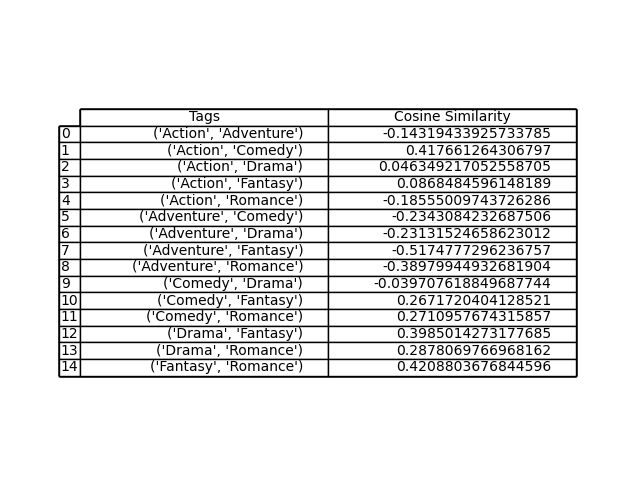 Tags Cosine Similarity
0 ('Action', 'Adventure') -0.14319433925733785
1 ('Action', 'Comedy') 0.417661264306797
2 ('Action', 'Drama') 0.046349217052558705
3 ('Action', 'Fantasy') 0.0868484596148189
4 ('Action', 'Romance') -0.18555009743726286
5 ('Adventure', 'Comedy') -0.2343084232687506
6 ('Adventure', 'Drama') -0.23131524658623012
7 ('Adventure', 'Fantasy') -0.5174777296236757
8 ('Adventure', 'Romance') -0.38979944932681904
9 ('Comedy', 'Drama') -0.039707618849687744
10 ('Comedy', 'Fantasy') 0.2671720404128521
11 ('Comedy', 'Romance') 0.2710957674315857
12 ('Drama', 'Fantasy') 0.3985014273177685
13 ('Drama', 'Romance') 0.2878069766968162
14 ('Fantasy', 'Romance') 0.4208803676844596